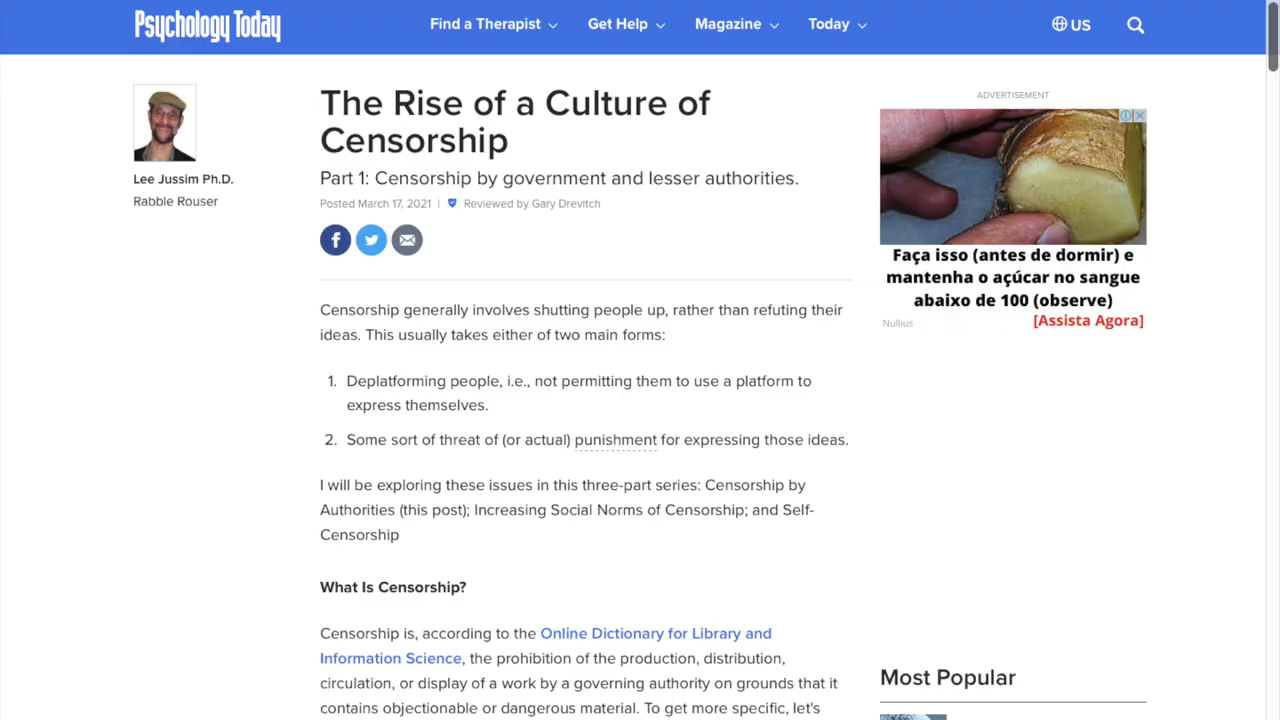 Psychology Today
Find a Therapist
Get Help
Magazine
Today
US
Lee Jussim Ph.D.
Rabble Rouser
The Rise of a Culture of
Censorship
Part 1: Censorship by government and lesser authorities.
Posted March 17, 2021 | Reviewed by Gary Drevitch
Censorship generally involves shutting people up, rather than refuting their
ideas. This usually takes either of two main forms:
1. Deplatforming people, i.e., not permitting them to use a platform to
express themselves.
2. Some sort of threat of (or actual) punishment for expressing those ideas.
I will be exploring these issues in this three-part series: Censorship by
Authorities (this post); Increasing Social Norms of Censorship; and Self-
Censorship
What Is Censorship?
Censorship is, according to the Online Dictionary for Library and
Information Science, the prohibition of the production, distribution,
circulation, or display of a work by a governing authority on grounds that it
contains objectionable or dangerous material. To get more specific, let's
ADVERTISEMENT
Faça isso (antes de dormir) e
mantenha o açúcar no sangue
abaixo de 100 (observe)
Nullius
[Assista Agora]
Most Popular